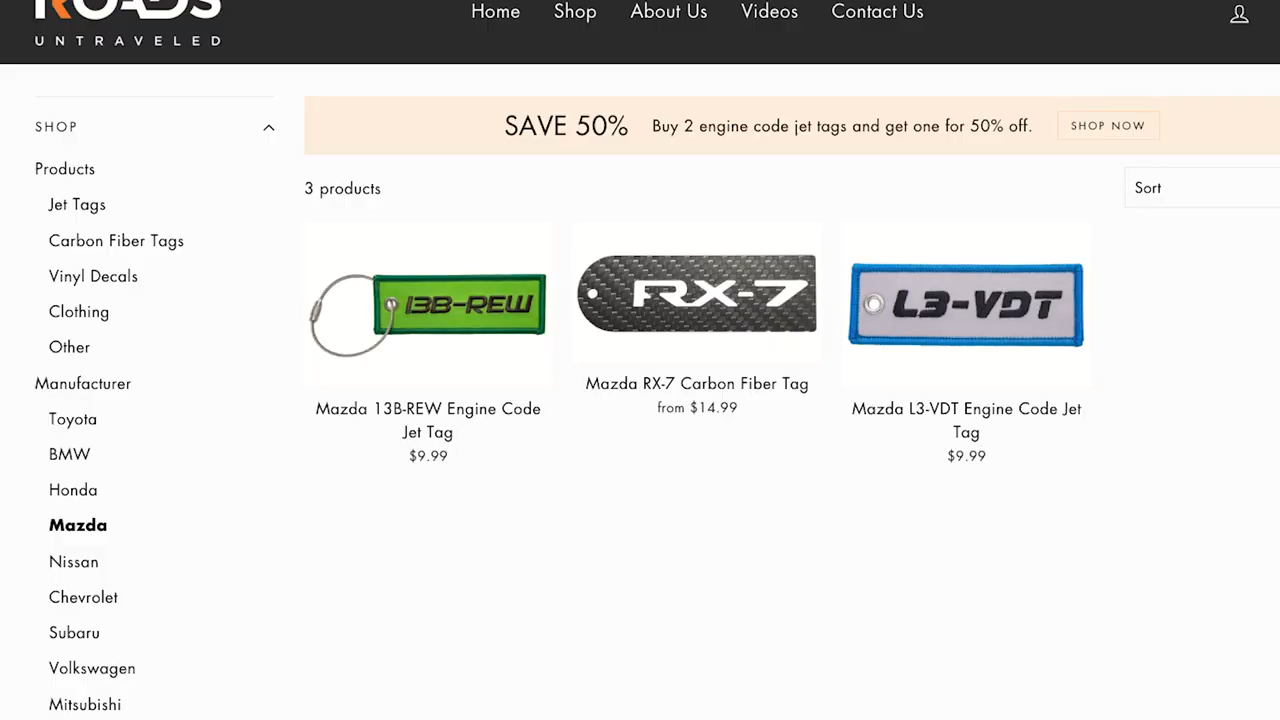 ROADS
UNTRAVELED
Home Shop About Us Videos Contact Us
SHOP
Products
Jet Tags
Carbon Fiber Tags
Vinyl Decals
Clothing
Other
Manufacturer
Toyota
BMW
Honda
Mazda
Nissan
Chevrolet
Subaru
Volkswagen
Mitsubishi
SAVE 50% Buy 2 engine code jet tags and get one for 50% off. SHOP NOW
3 products
Sort
13B-REW
Mazda 13B-REW Engine Code
Jet Tag
$9.99
RX-7
Mazda RX-7 Carbon Fiber Tag
from $14.99
L3-VDT
Mazda L3-VDT Engine Code Jet
Tag
$9.99